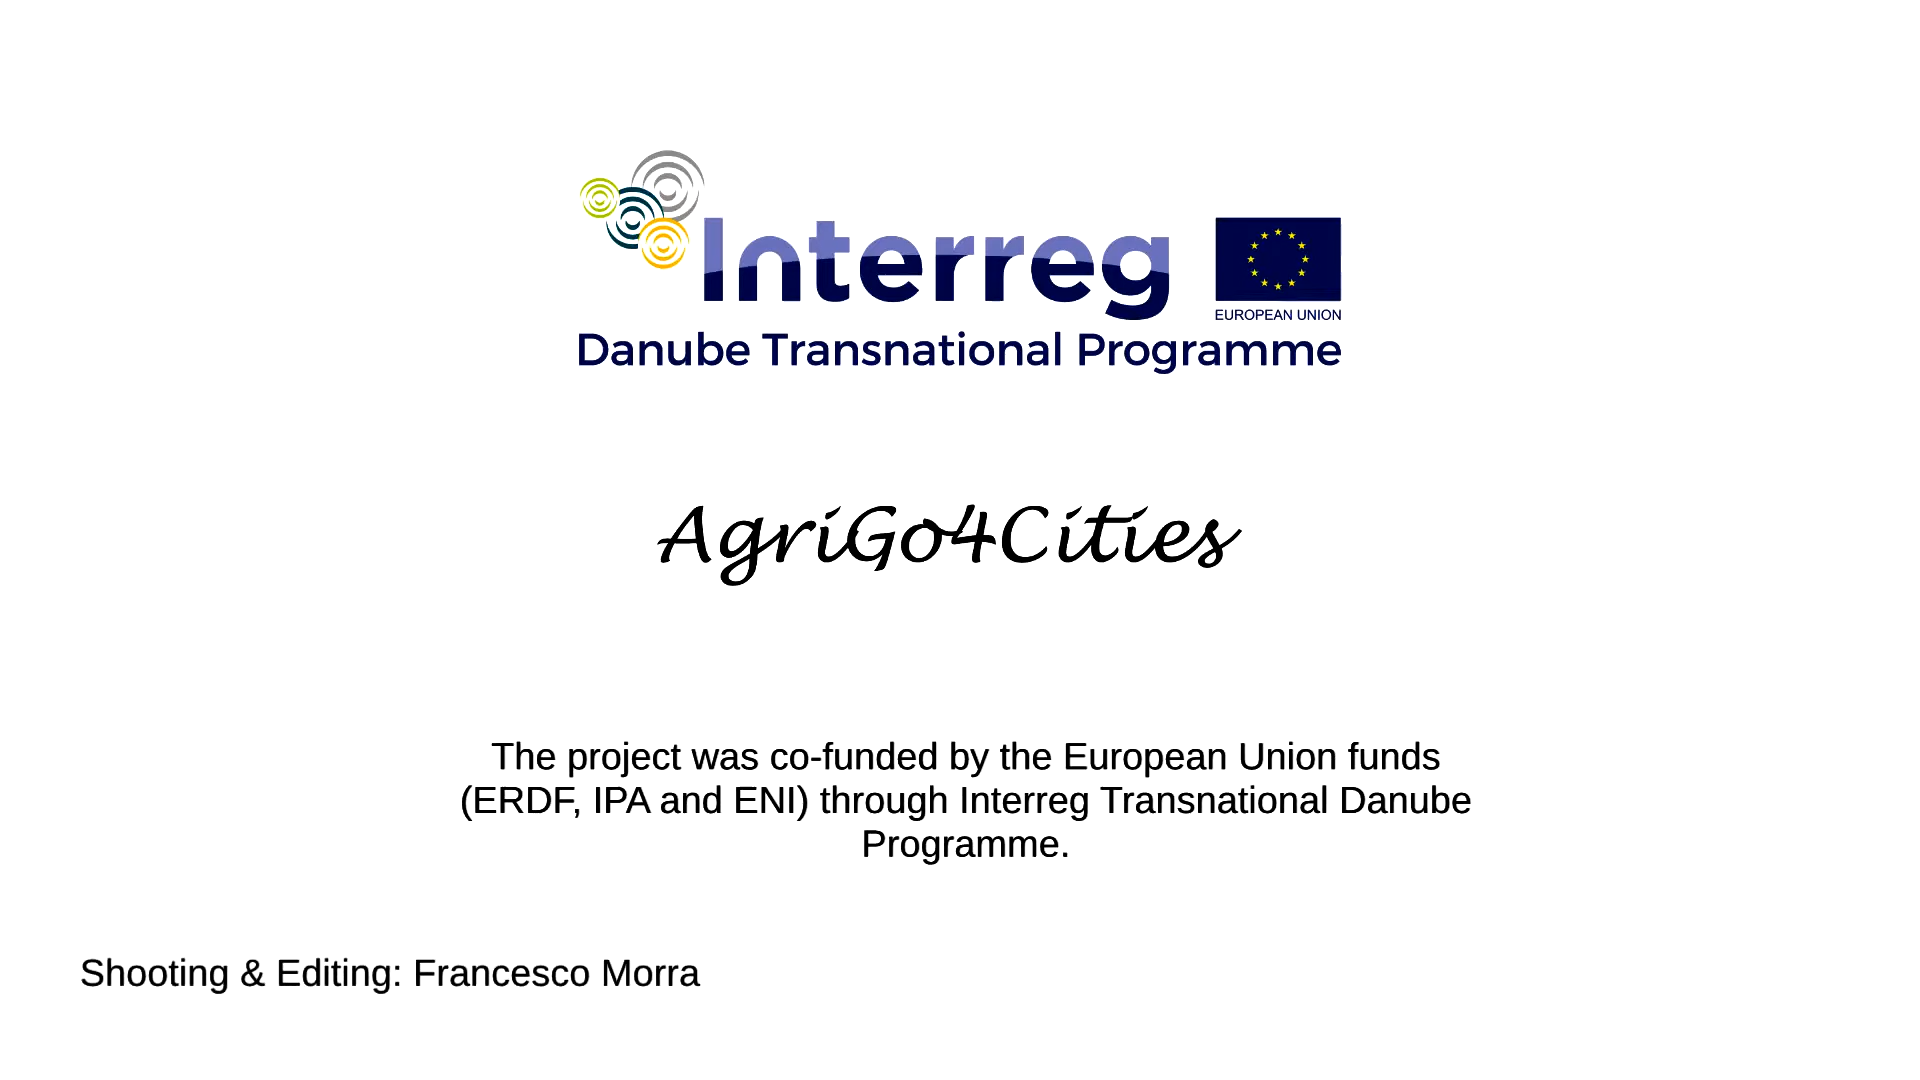 Interreg
EUROPEAN UNION
Danube Transnational Programme
AgriGo4Cities
The project was co-funded by the European Union funds
(ERDF, IPA and ENI) through Interreg Transnational Danube
Programme.
Shooting & Editing: Francesco Morra